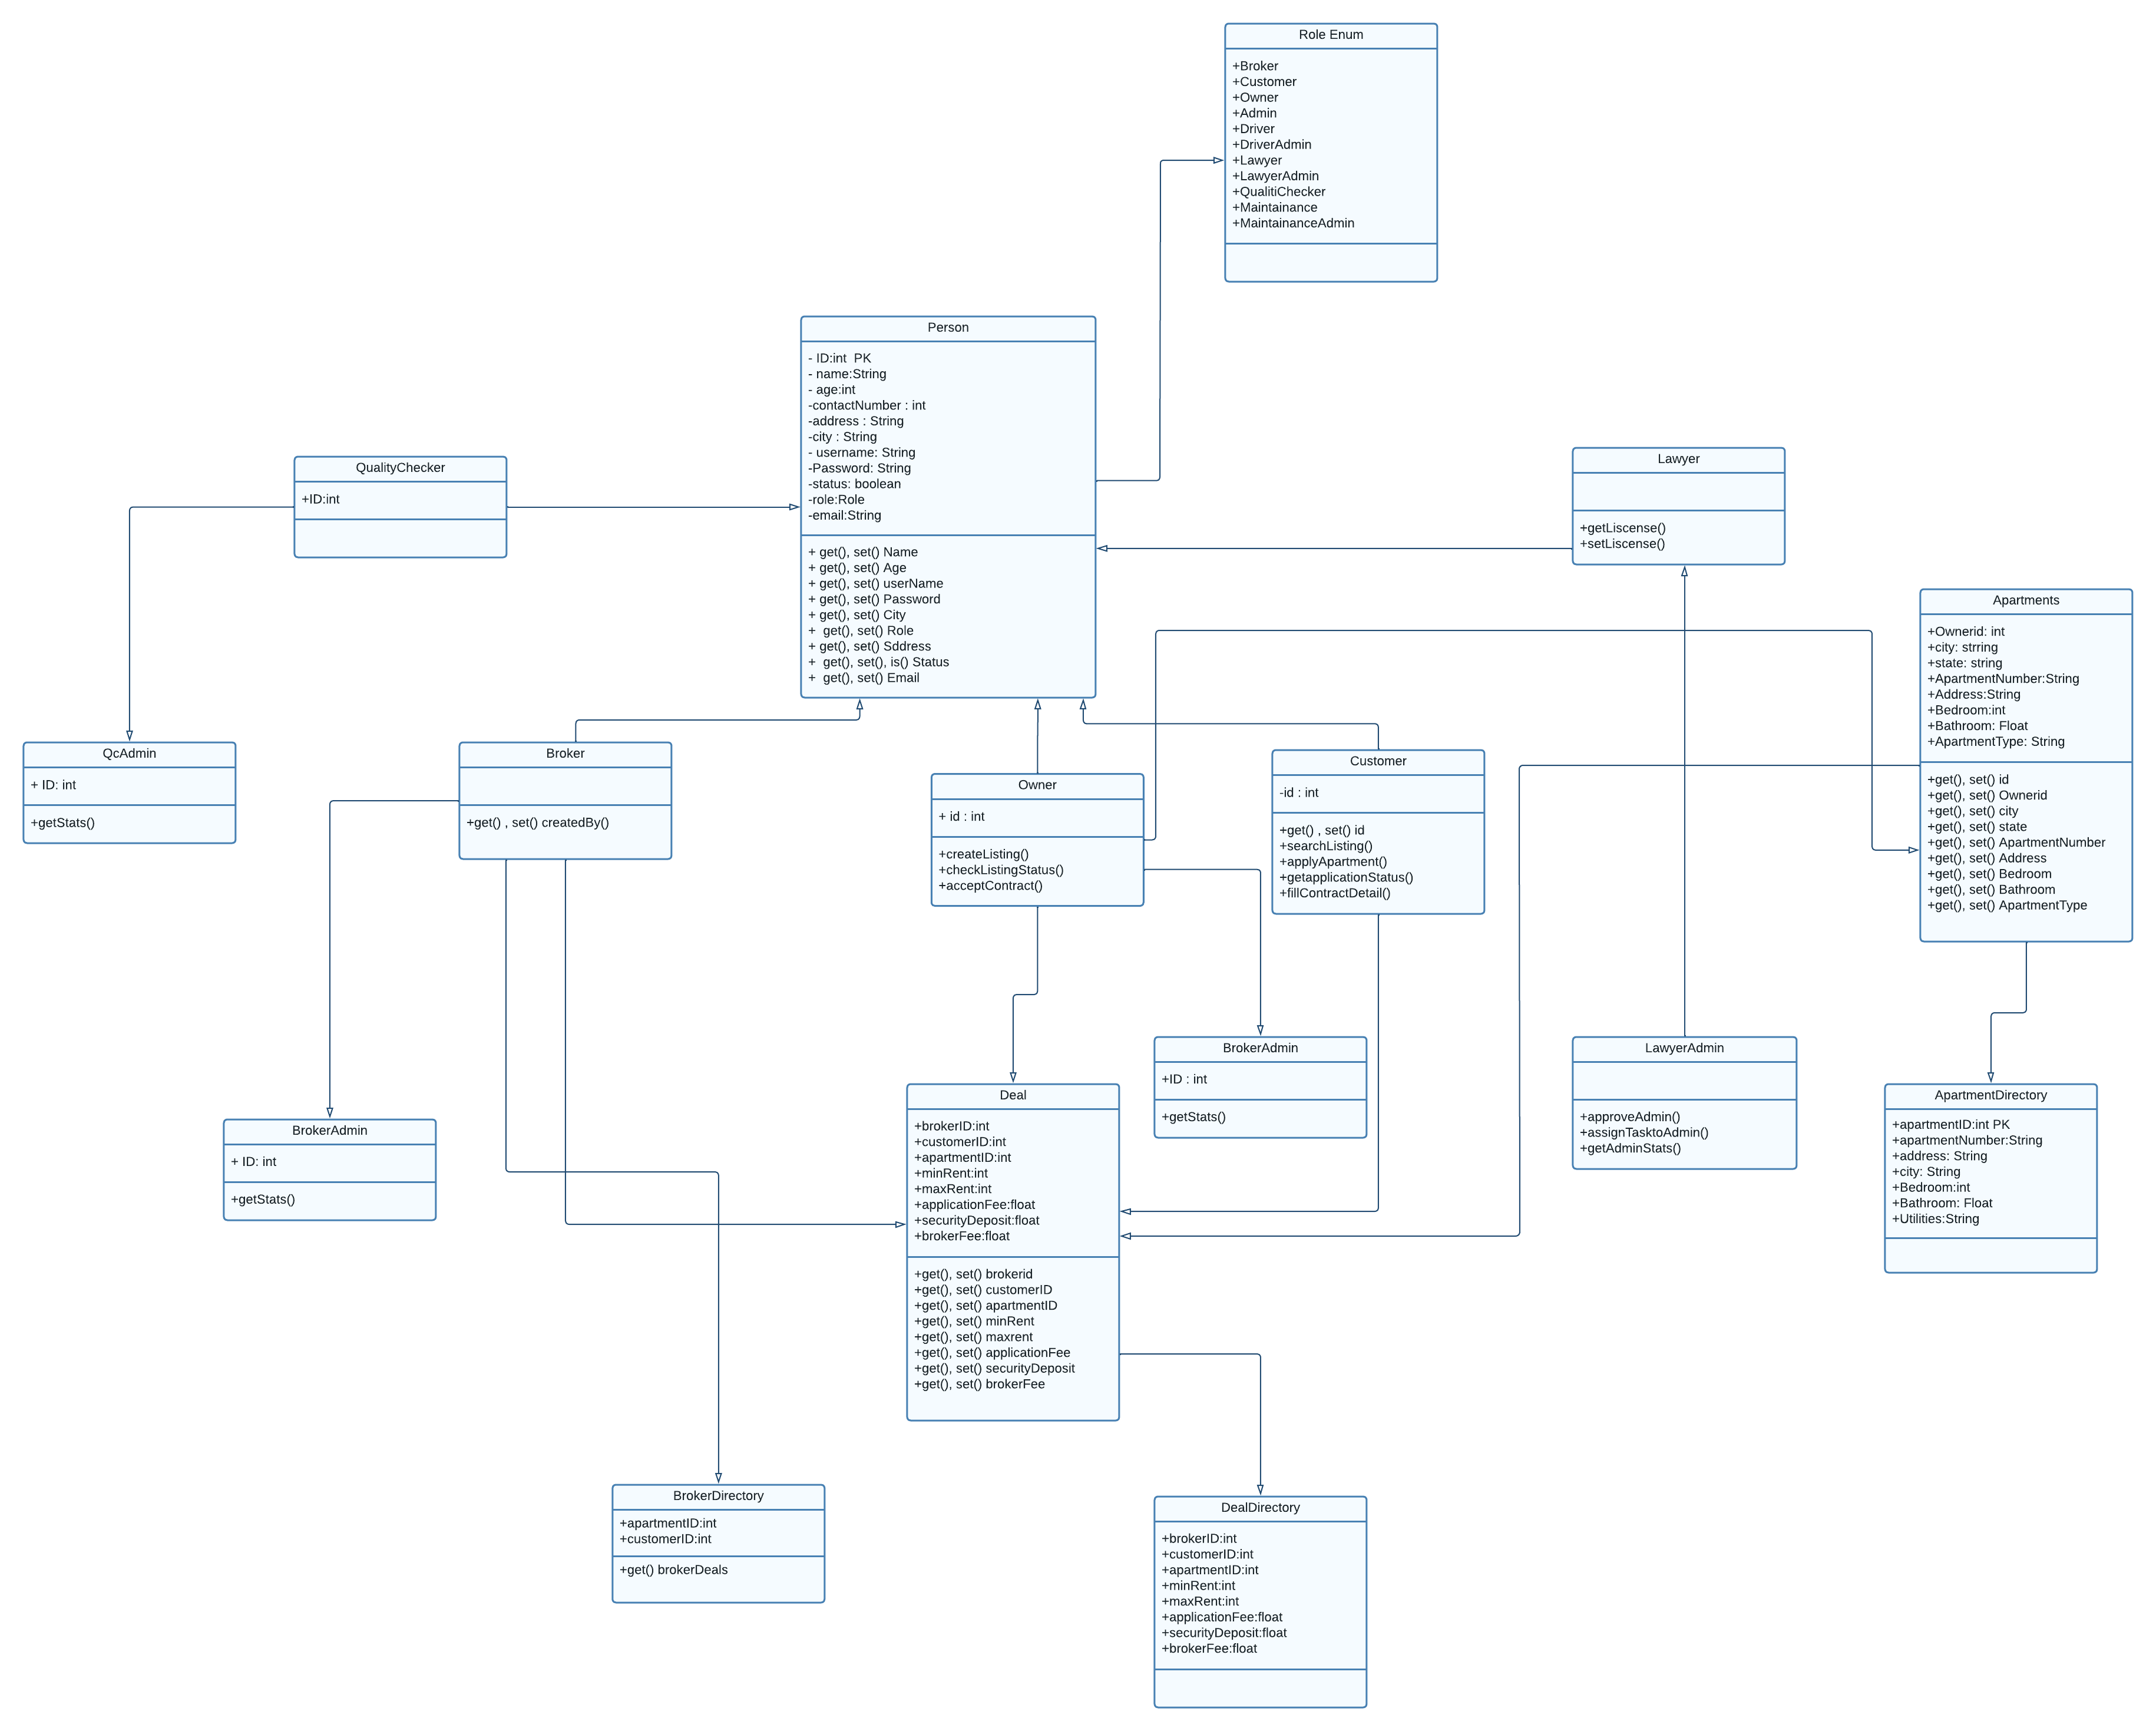 Role Enum
+Broker
+Customer
+Owner
+Admin
+Driver
+DriverAdmin
+Lawyer
+LawyerAdmin
+QualitiChecker
+Maintainance
+MaintainanceAdmin
Person
- ID:int  PK
- name:String
- age:int
-contactNumber : int
-address : String
-city : String
- username: String
-Password: String
-status: boolean
-role:Role
-email:String
+ get(), set() Name
+ get(), set() Age
+ get(), set() userName
+ get(), set() Password
+ get(), set() City
+  get(), set() Role
+ get(), set() Sddress
+  get(), set(), is() Status
+  get(), set() Email
QualityChecker
+ID:int
Lawyer
+getLiscense()
+setLiscense()
Apartments
+Ownerid: int
+city: strring
+state: string
+ApartmentNumber:String
+Address:String
+Bedroom:int
+Bathroom: Float
+ApartmentType: String
+get(), set() id
+get(), set() Ownerid
+get(), set() city
+get(), set() state
+get(), set() ApartmentNumber
+get(), set() Address
+get(), set() Bedroom
+get(), set() Bathroom
+get(), set() ApartmentType
QcAdmin
+ ID: int
+getStats()
Broker
+get() , set() createdBy()
Owner
+ id : int
+createListing()
+checkListingStatus()
+acceptContract()
Customer
-id : int
+get() , set() id
+searchListing()
+applyApartment()
+getapplicationStatus()
+fillContractDetail()
BrokerAdmin
+ ID: int
+getStats()
Deal
+brokerID:int
+customerID:int
+apartmentID:int
+minRent:int
+maxRent:int
+applicationFee:float
+securityDeposit:float
+brokerFee:float
+get(), set() brokerid
+get(), set() customerID
+get(), set() apartmentID
+get(), set() minRent
+get(), set() maxrent
+get(), set() applicationFee
+get(), set() securityDeposit
+get(), set() brokerFee
BrokerAdmin
+ID : int
+getStats()
LawyerAdmin
+approveAdmin()
+assignTasktoAdmin()
+getAdminStats()
ApartmentDirectory
+apartmentID:int PK
+apartmentNumber:String
+address: String
+city: String
+Bedroom:int
+Bathroom: Float
+Utilities:String
BrokerDirectory
+apartmentID:int
+customerID:int
+get() brokerDeals
DealDirectory
+brokerID:int
+customerID:int
+apartmentID:int
+minRent:int
+maxRent:int
+applicationFee:float
+securityDeposit:float
+brokerFee:float